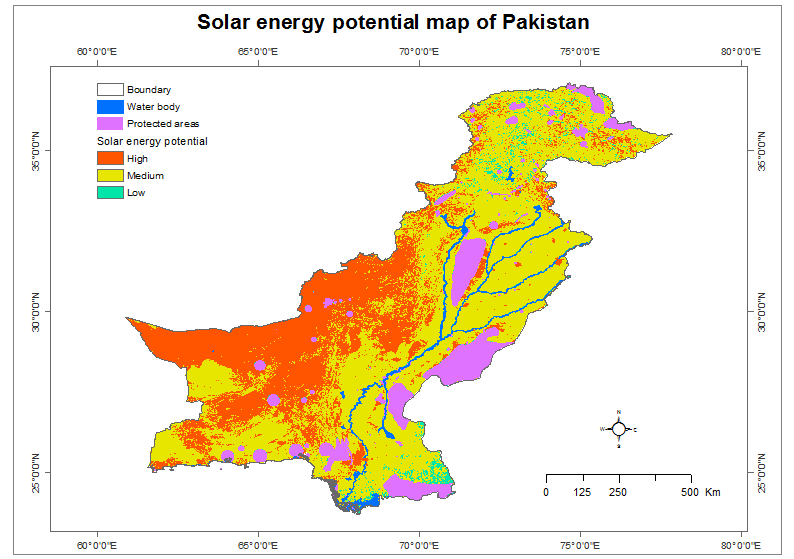 Solar energy potential map of Pakistan
60°0'0"E 65°0'0"E 70°0'0"E 75°0'0"E 80°0'0"E
Boundary
Water body
Protected areas
Solar energy potential
High
Medium
Low
35°0'0"N 35°0'0"N
30°0'0"N 30°0'0"N
25°0'0"N 25°0'0"N
N
W E
S
0 125 250 500 Km
60°0'0"E 65°0'0"E 70°0'0"E 75°0'0"E 80°0'0"E